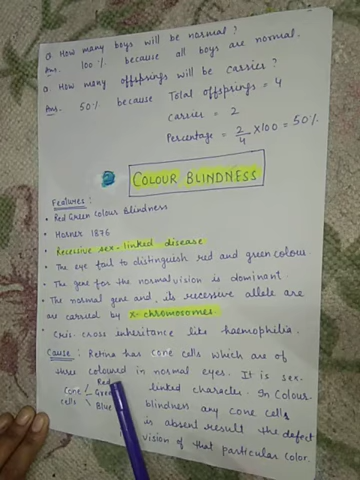 Q. How many boys will be normal?
Ans. 100% because all boys are normal.
Q. How many offsprings will be carrier?
Ans. 50% because Total offsprings = 4
Carrier = 2
Percentage = 2/4 x100 = 50%
COLOUR BLINDNESS
Features:
• Red Green colour Blindness
• Horner 1876
• Recessive sex-linked disease
• The eye fail to distinguish red and green colour.
• The gene for the normal vision is dominant.
• The normal gene and its recessive allele are
are carried by x-chromosomes.
• Criss cross inheritance like haemophilia.
Cause: Retina has cone cells which are of
three coloured in normal eyes. It is sex-
Cone cells / Red
- Green
\ Blue
linked character. In Colour
blindness any cone cells
is absent result the defect
vision of that particular color.